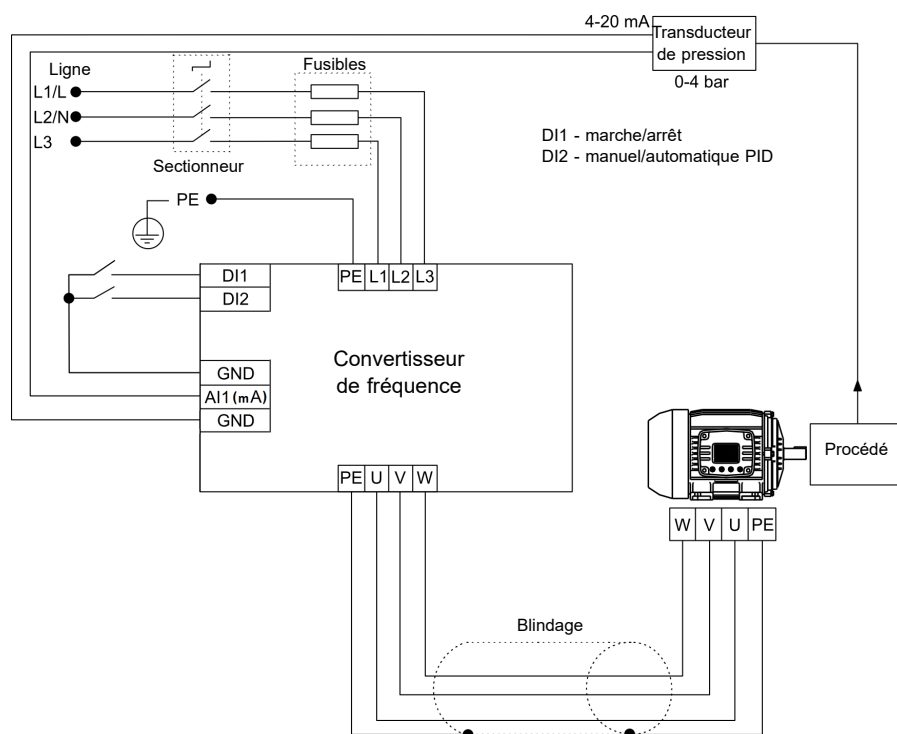 4-20 mA
Transducteur
de pression
0-4 bar
Ligne
Fusibles
L1/L
L2/N
L3
DI1 - marche/arrêt
DI2 - manuel/automatique PID
Sectionneur
PE
DI1
DI2
PE L1 L2 L3
Convertisseur
de fréquence
GND
AI1(mA)
GND
Procédé
PE U V W
W V U PE
Blindage